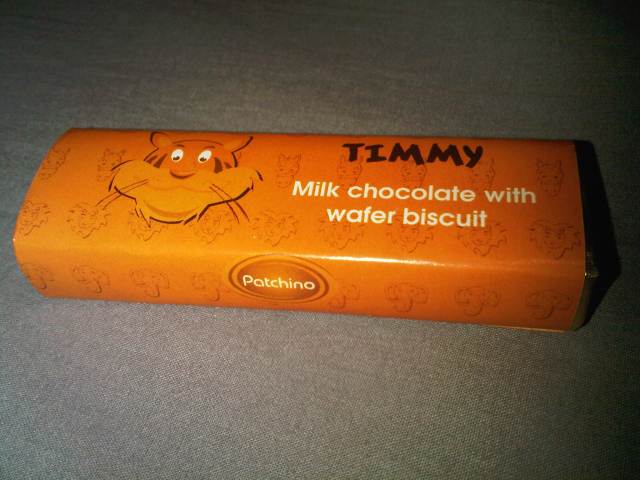 TIMMY
Milk chocolate with
wafer biscuit
Patchino